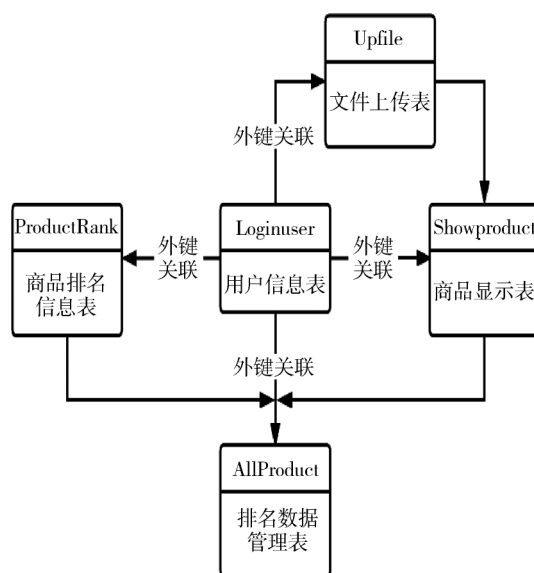 Upfile
文件上传表
外键关联
ProductRank
商品排名
信息表
外键
关联
Loginuser
用户信息表
外键
关联
Showproduct
商品显示表
外键关联
AllProduct
排名数据
管理表